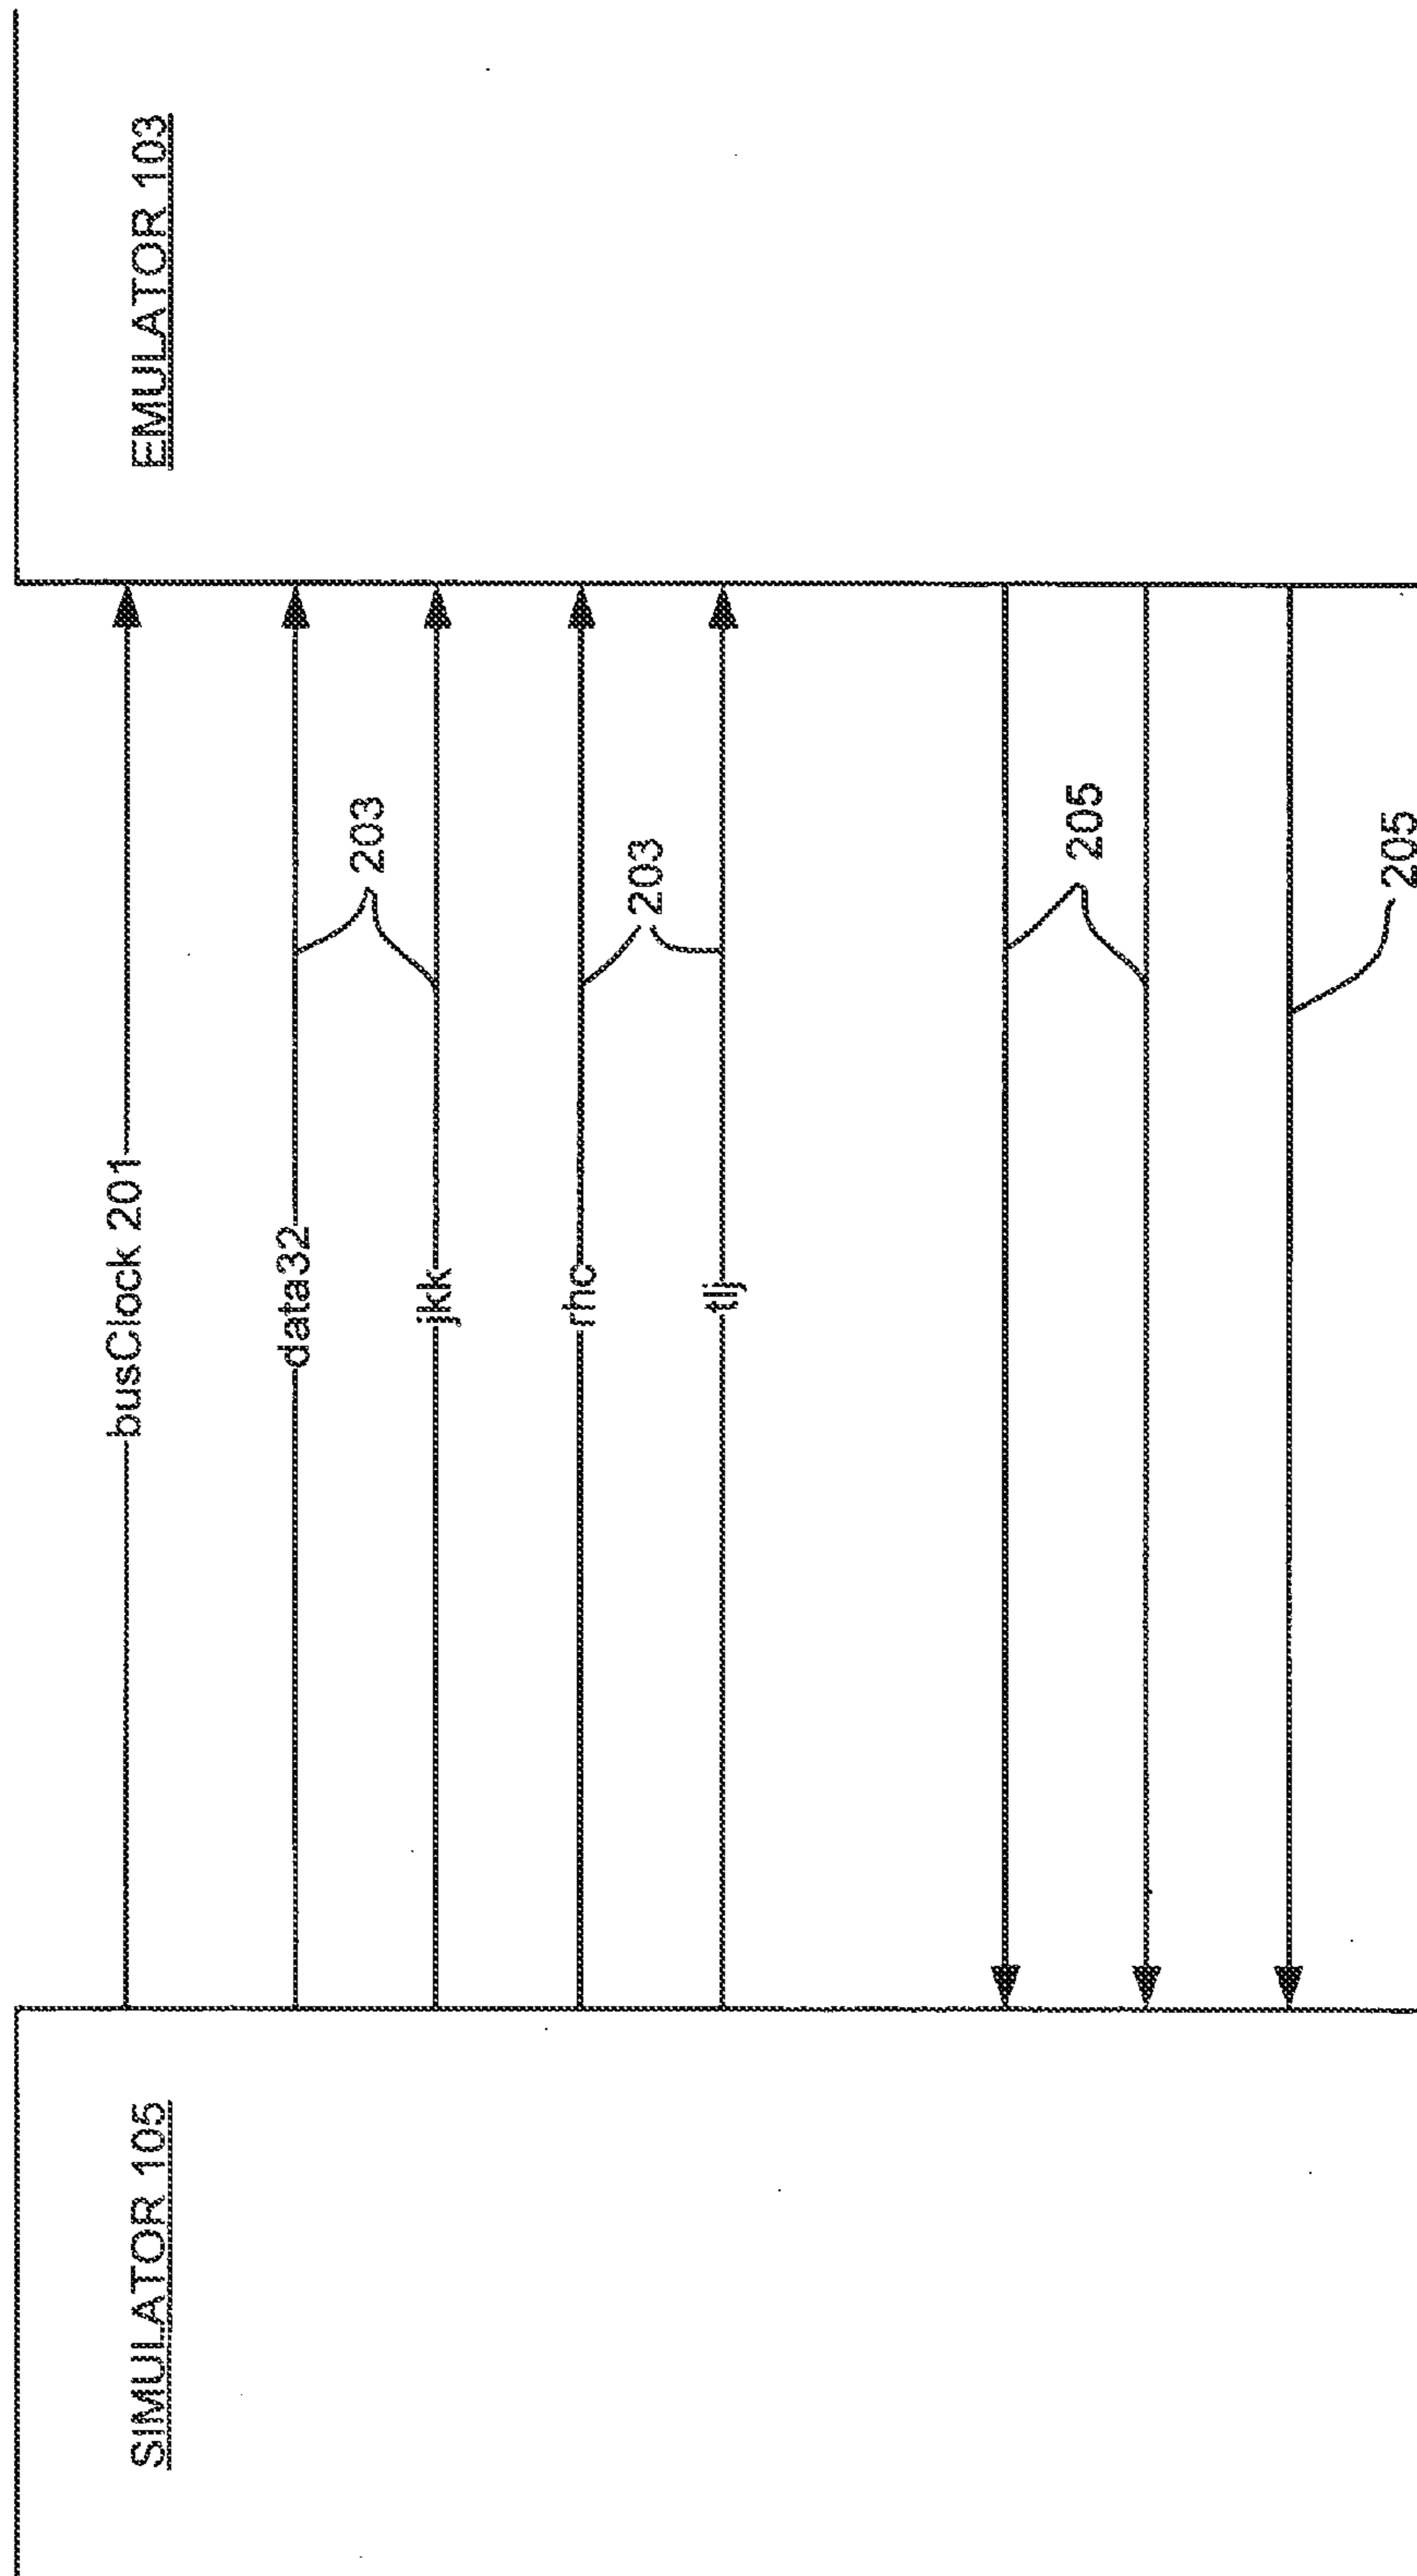 SIMULATOR 105
EMULATOR 103
busClock 201
data32
203
jkk
rhc
203
tlj
205
205